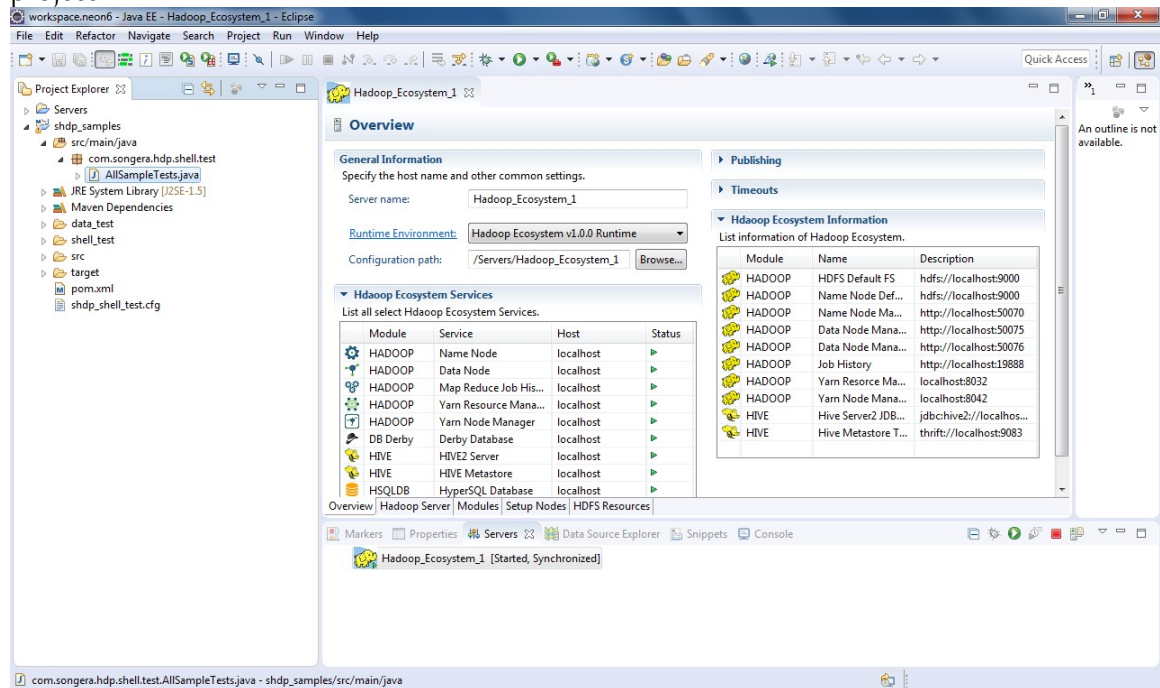 workspace.neon6 - Java EE - Hadoop_Ecosystem_1 - Eclipse
File Edit Refactor Navigate Search Project Run Window Help
Quick Access
Project Explorer
Servers
shdp_samples
src/main/java
com.songera.hdp.shell.test
AllSampleTests.java
JRE System Library [J2SE-1.5]
Maven Dependencies
data_test
shell_test
src
target
pom.xml
shdp_shell_test.cfg
Hadoop_Ecosystem_1
Overview
General Information
Specify the host name and other common settings.
Server name: Hadoop_Ecosystem_1
Runtime Environment: Hadoop Ecosystem v1.0.0 Runtime
Configuration path: /Servers/Hadoop_Ecosystem_1 Browse...
Hdaoop Ecosystem Services
List all select Hdaoop Ecosystem Services.
Module Service Host Status
HADOOP Name Node localhost
HADOOP Data Node localhost
HADOOP Map Reduce Job His... localhost
HADOOP Yarn Resource Mana... localhost
HADOOP Yarn Node Manager localhost
DB Derby Derby Database localhost
HIVE HIVE2 Server localhost
HIVE HIVE Metastore localhost
HSQLDB HyperSQL Database localhost
Publishing
Timeouts
Hdaoop Ecosystem Information
List information of Hadoop Ecosystem.
Module Name Description
HADOOP HDFS Default FS hdfs://localhost:9000
HADOOP Name Node Def... hdfs://localhost:9000
HADOOP Name Node Ma... http://localhost:50070
HADOOP Data Node Mana... http://localhost:50075
HADOOP Data Node Mana... http://localhost:50076
HADOOP Job History http://localhost:19888
HADOOP Yarn Resorce Ma... localhost:8032
HADOOP Yarn Node Mana... localhost:8042
HIVE Hive Server2 JDB... jdbc:hive2://localhos...
HIVE Hive Metastore T... thrift://localhost:9083
Overview Hadoop Server Modules Setup Nodes HDFS Resources
»1
An outline is not
available.
Markers Properties Servers Data Source Explorer Snippets Console
Hadoop_Ecosystem_1 [Started, Synchronized]
com.songera.hdp.shell.test.AllSampleTests.java - shdp_samples/src/main/java